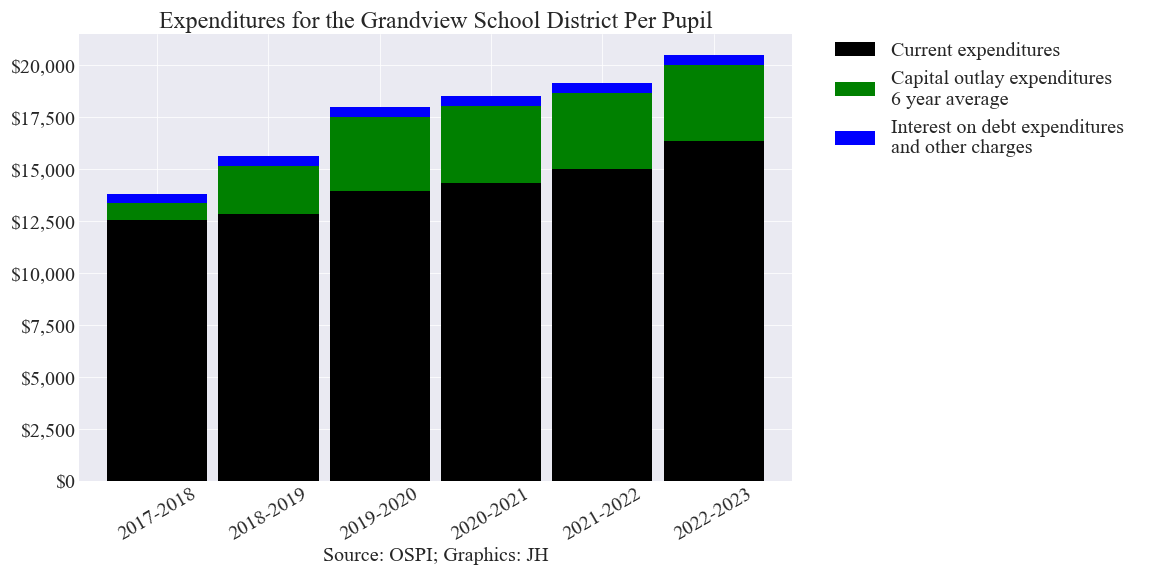 Expenditures for the Grandview School District Per Pupil
$20,000
$17,500
$15,000
$12,500
$10,000
$7,500
$5,000
$2,500
$0
2017-2018
2018-2019
2019-2020
2020-2021
2021-2022
2022-2023
Source: OSPI; Graphics: JH
Current expenditures
Capital outlay expenditures
6 year average
Interest on debt expenditures
and other charges